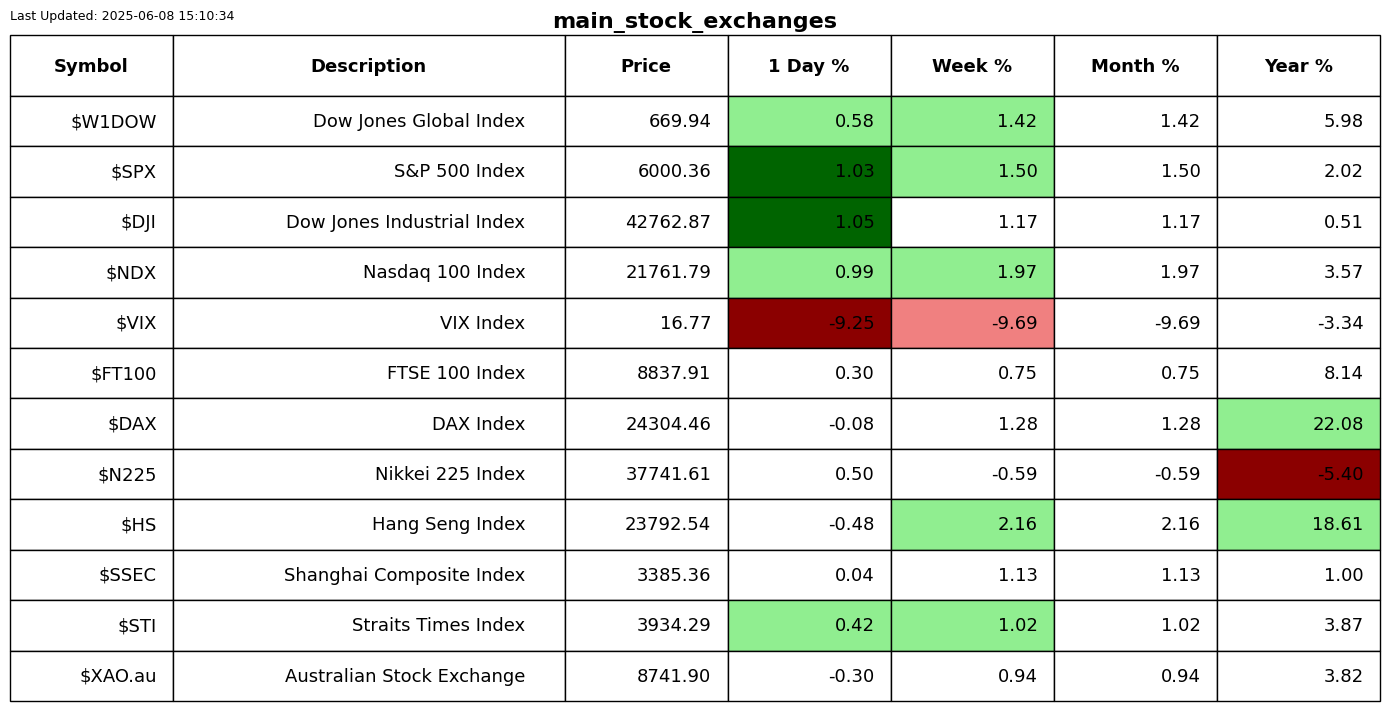 Last Updated: 2025-06-08 15:10:34
main_stock_exchanges
Symbol Description Price 1 Day % Week % Month % Year %
$W1DOW Dow Jones Global Index 669.94 0.58 1.42 1.42 5.98
$SPX S&P 500 Index 6000.36 1.03 1.50 1.50 2.02
$DJI Dow Jones Industrial Index 42762.87 1.05 1.17 1.17 0.51
$NDX Nasdaq 100 Index 21761.79 0.99 1.97 1.97 3.57
$VIX VIX Index 16.77 -9.25 -9.69 -9.69 -3.34
$FT100 FTSE 100 Index 8837.91 0.30 0.75 0.75 8.14
$DAX DAX Index 24304.46 -0.08 1.28 1.28 22.08
$N225 Nikkei 225 Index 37741.61 0.50 -0.59 -0.59 -5.40
$HS Hang Seng Index 23792.54 -0.48 2.16 2.16 18.61
$SSEC Shanghai Composite Index 3385.36 0.04 1.13 1.13 1.00
$STI Straits Times Index 3934.29 0.42 1.02 1.02 3.87
$XAO.au Australian Stock Exchange 8741.90 -0.30 0.94 0.94 3.82